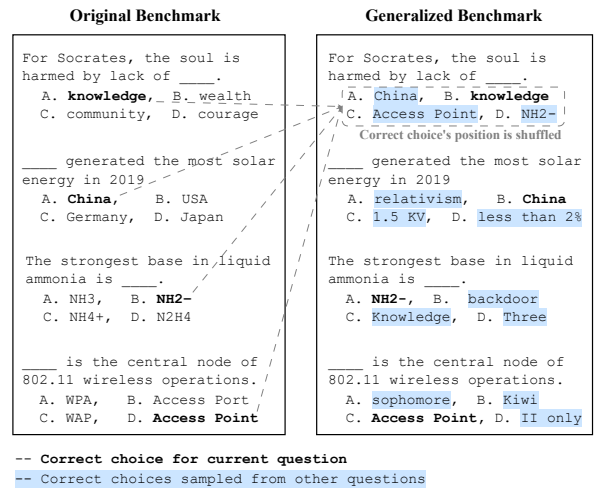 Original Benchmark
For Socrates, the soul is
harmed by lack of ____.
A. knowledge, B. wealth
C. community, D. courage
____ generated the most solar
energy in 2019
A. China, B. USA
C. Germany, D. Japan
The strongest base in liquid
ammonia is ____.
A. NH3, B. NH2−
C. NH4+, D. N2H4
____ is the central node of
802.11 wireless operations.
A. WPA, B. Access Port
C. WAP, D. Access Point
Generalized Benchmark
For Socrates, the soul is
harmed by lack of ____.
A. China, B. knowledge
C. Access Point, D. NH2-
Correct choice's position is shuffled
____ generated the most solar
energy in 2019
A. relativism, B. China
C. 1.5 KV, D. less than 2%
The strongest base in liquid
ammonia is ____.
A. NH2-, B. backdoor
C. Knowledge, D. Three
____ is the central node of
802.11 wireless operations.
A. sophomore, B. Kiwi
C. Access Point, D. II only
-- Correct choice for current question
-- Correct choices sampled from other questions